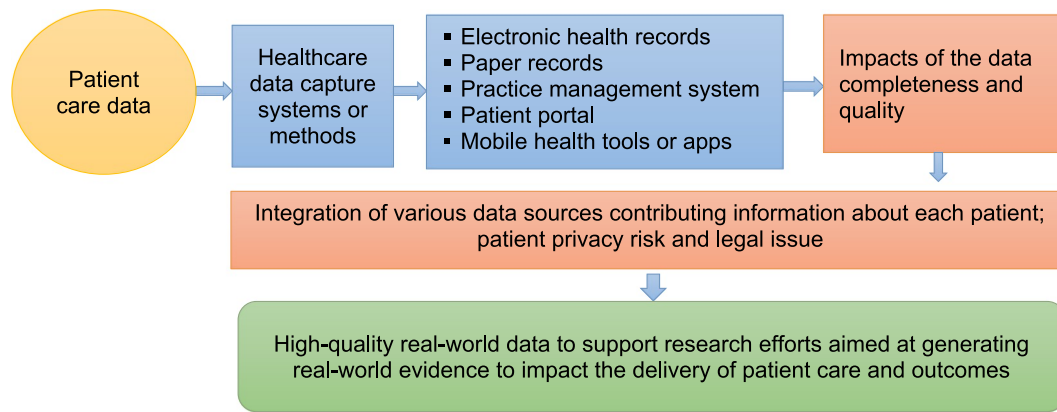 Patient
care data
Healthcare
data capture
systems or
methods
▪ Electronic health records
▪ Paper records
▪ Practice management system
▪ Patient portal
▪ Mobile health tools or apps
Impacts of the data
completeness and
quality
Integration of various data sources contributing information about each patient;
patient privacy risk and legal issue
High-quality real-world data to support research efforts aimed at generating
real-world evidence to impact the delivery of patient care and outcomes